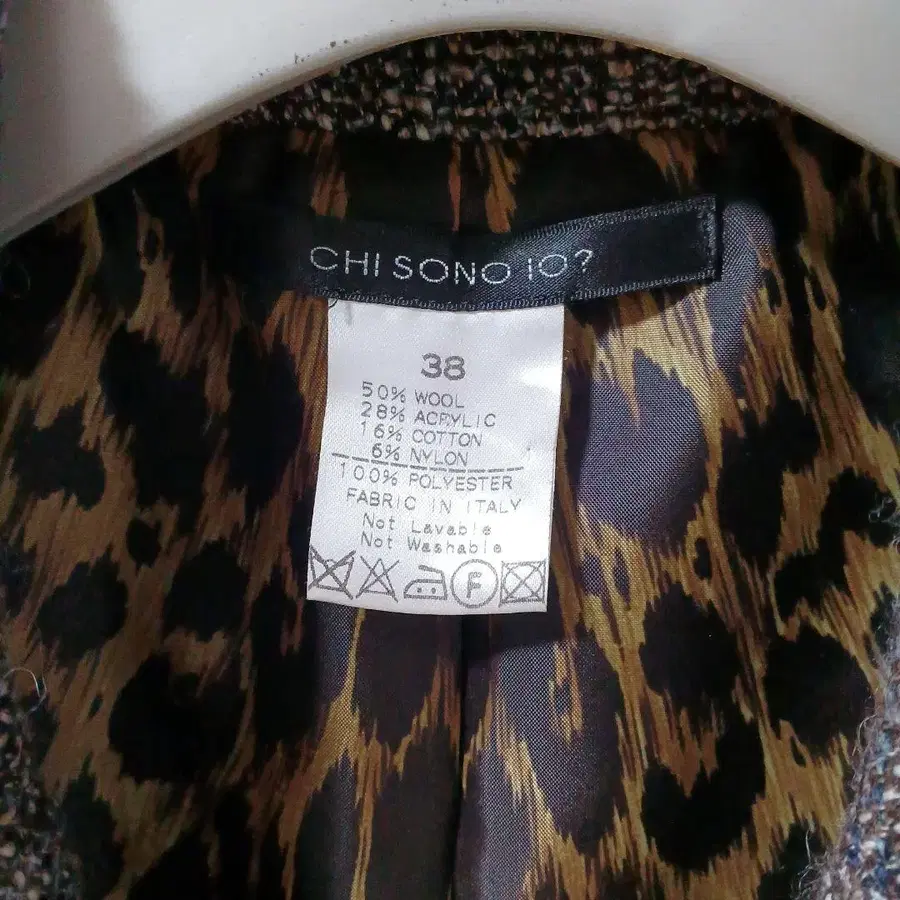 CHI SONO IO?
38
50% WOOL
28% ACRYLIC
16% COTTON
6% NYLON
100% POLYESTER
FABRIC IN ITALY
Not Lavable
Not Washable
F